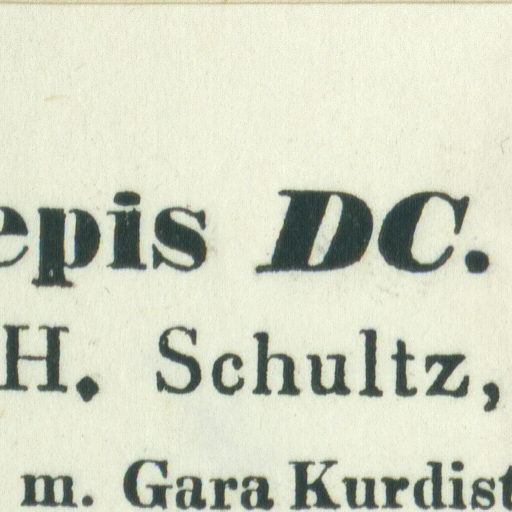 epis DC.
H. Schultz,
m. Gara Kurdist